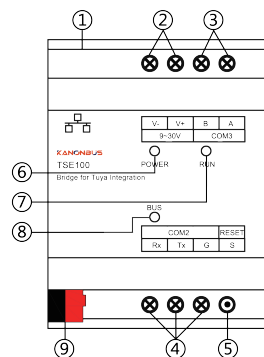 ① ② ③
V- V+ B A
9~30V COM3
KANONBUS
TSE100
Bridge for Tuya Integration
POWER RUN
⑥
⑦
BUS
⑧
COM2 RESET
Rx Tx G S
⑨ ④ ⑤